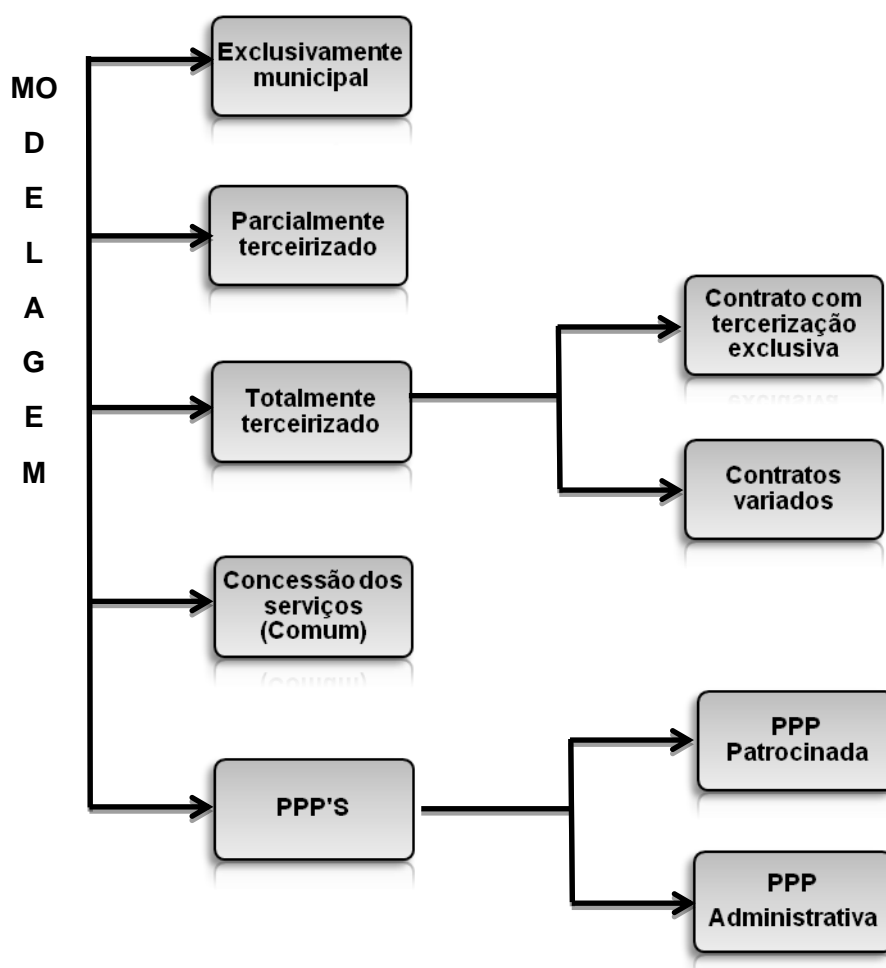 MO
D
E
L
A
G
E
M
Exclusivamente
municipal
Parcialmente
terceirizado
Totalmente
terceirizado
Contrato com
tercerização
exclusiva
Contratos
variados
Concessão dos
serviços
(Comum)
PPP'S
PPP
Patrocinada
PPP
Administrativa